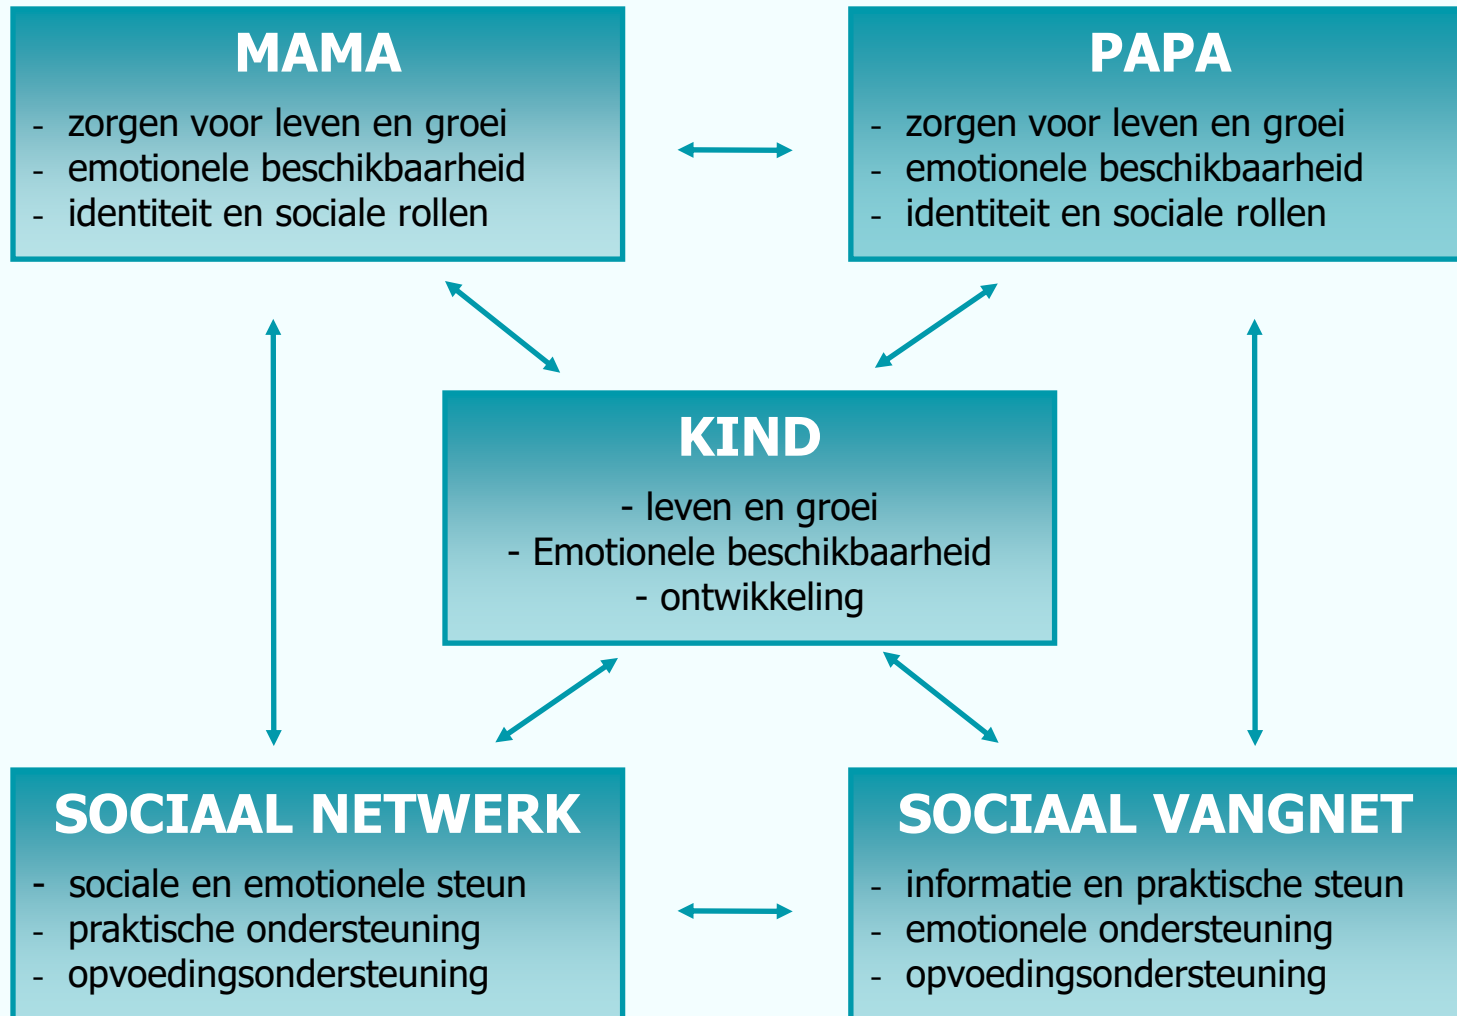 MAMA
- zorgen voor leven en groei
- emotionele beschikbaarheid
- identiteit en sociale rollen
PAPA
- zorgen voor leven en groei
- emotionele beschikbaarheid
- identiteit en sociale rollen
KIND
- leven en groei
- Emotionele beschikbaarheid
- ontwikkeling
SOCIAAL NETWERK
- sociale en emotionele steun
- praktische ondersteuning
- opvoedingsondersteuning
SOCIAAL VANGNET
- informatie en praktische steun
- emotionele ondersteuning
- opvoedingsondersteuning